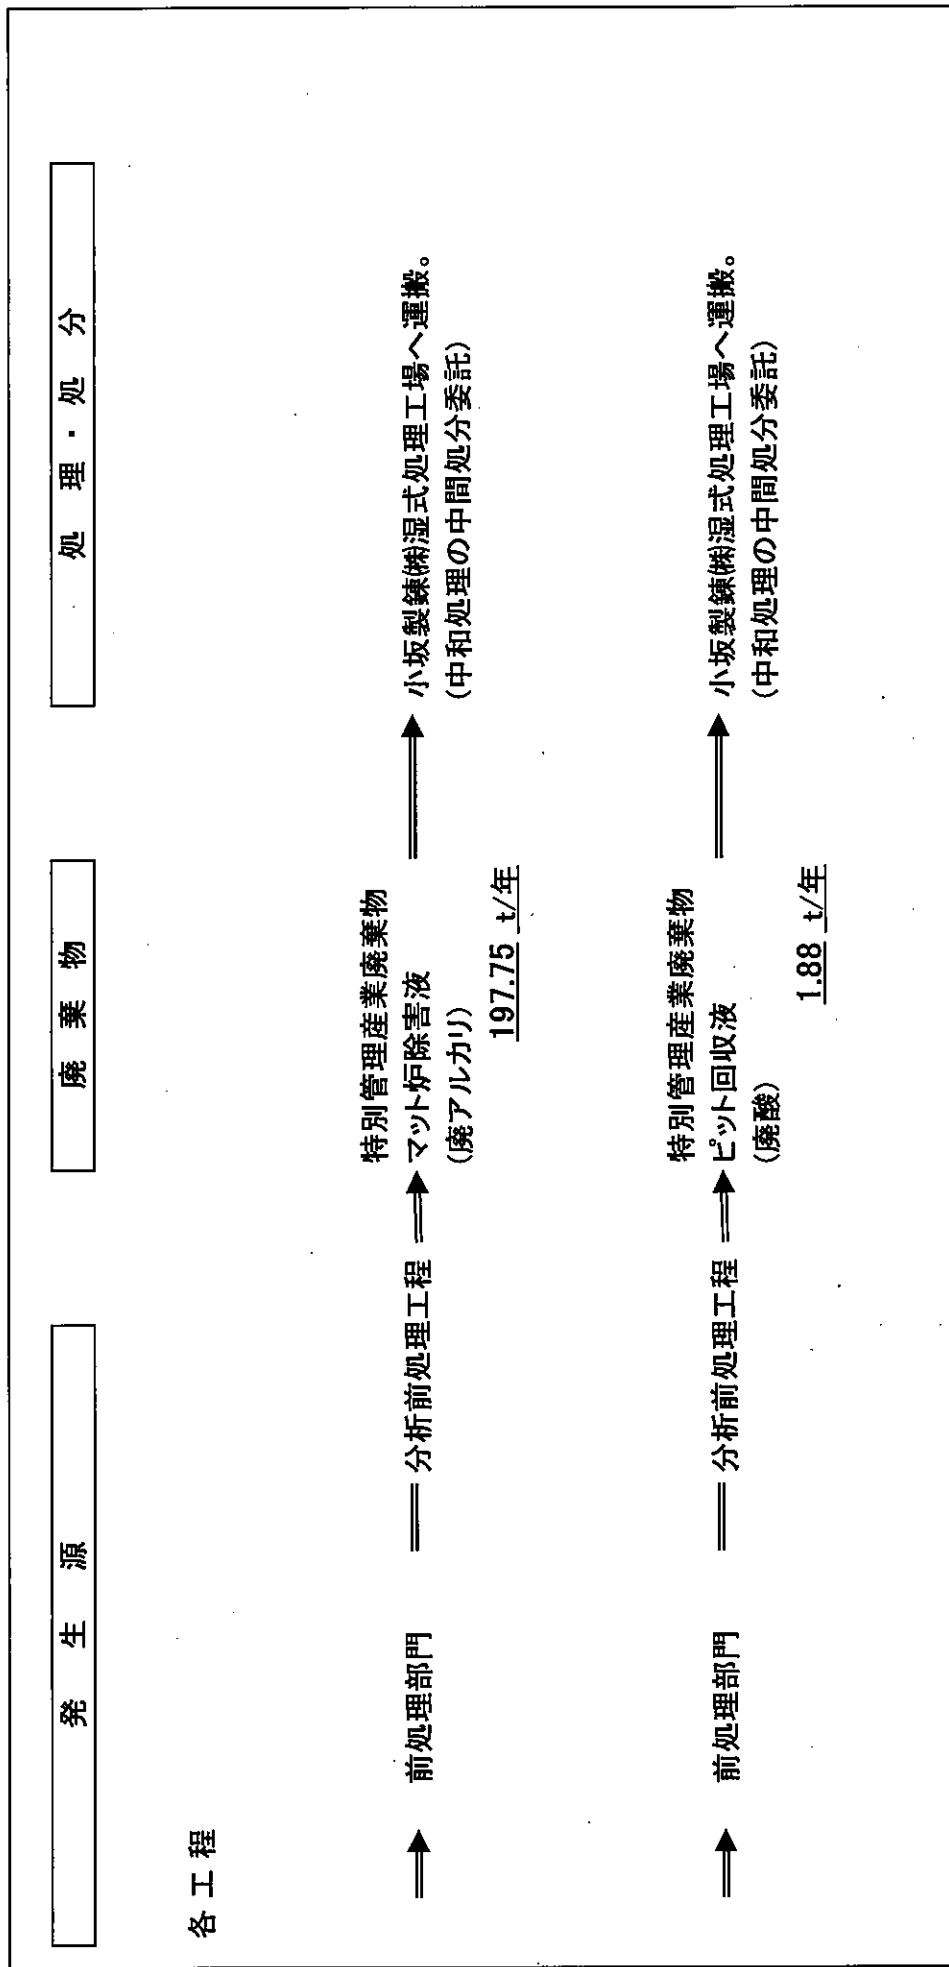 発生源
廃棄物
処理・処分
各工程
前処理部門
分析前処理工程
特別管理産業廃棄物
マット炉除害液
(廃アルカリ)
197.75 t/年
小坂製錬㈱湿式処理工場へ運搬。
(中和処理の中間処分委託)
前処理部門
分析前処理工程
特別管理産業廃棄物
ピット回収液
(廃酸)
1.88 t/年
小坂製錬㈱湿式処理工場へ運搬。
(中和処理の中間処分委託)